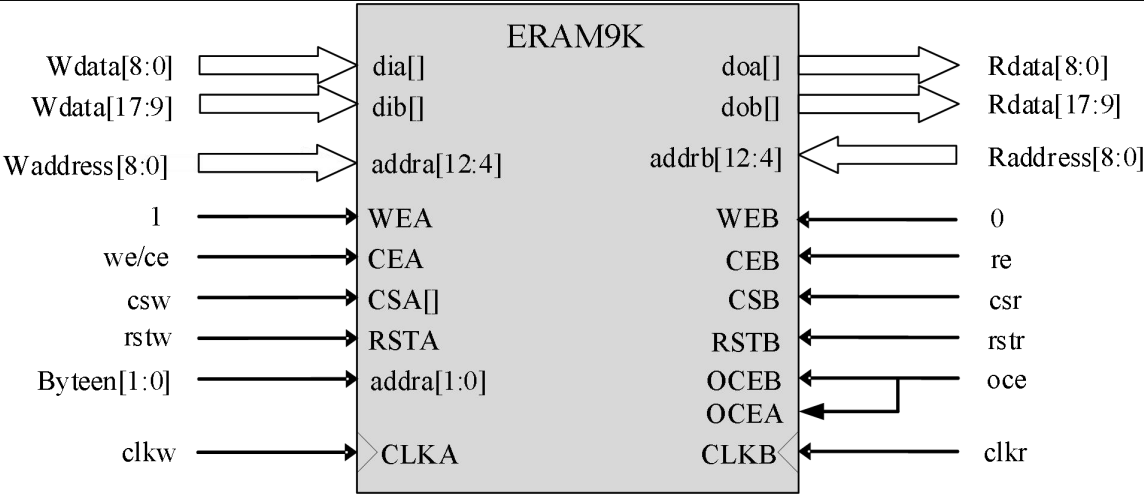 ERAM9K
Wdata[8:0] dia[] doa[] Rdata[8:0]
Wdata[17:9] dib[] dob[] Rdata[17:9]
Waddress[8:0] addra[12:4] addrb[12:4] Raddress[8:0]
1 WEA WEB 0
we/ce CEA CEB re
csw CSA[] CSB csr
rstw RSTA RSTB rstr
Byteen[1:0] addra[1:0] OCEB oce
OCEA
clkw CLKA CLKB clkr